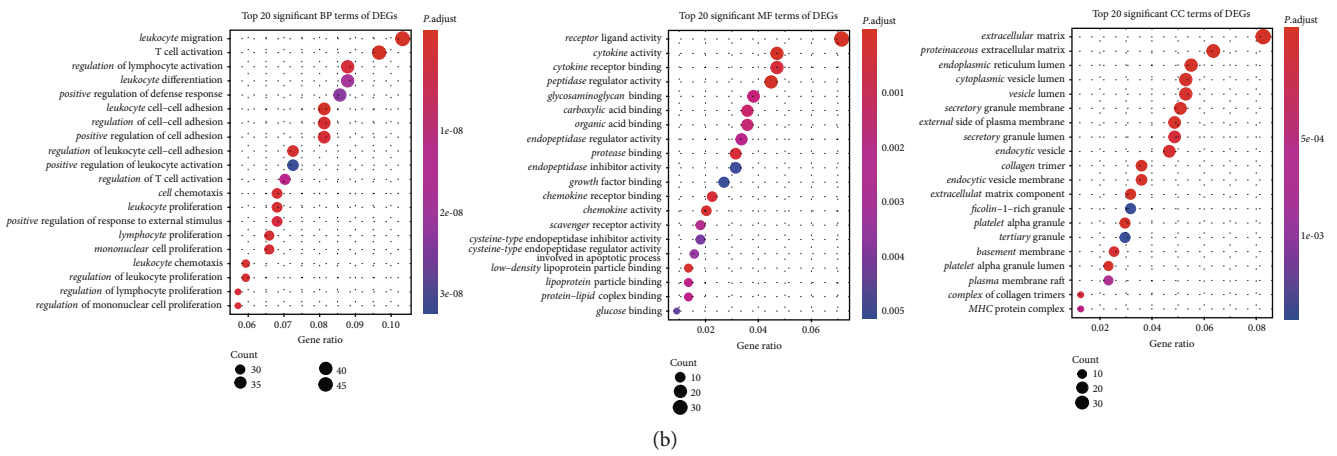 Top 20 significant BP terms of DEGs
leukocyte migration
T cell activation
regulation of lymphocyte activation
leukocyte differentiation
positive regulation of defense response
leukocyte cell–cell adhesion
regulation of cell–cell adhesion
positive regulation of cell adhesion
regulation of leukocyte cell–cell adhesion
positive regulation of leukocyte activation
regulation of T cell activation
cell chemotaxis
leukocyte proliferation
positive regulation of response to external stimulus
lymphocyte proliferation
mononuclear cell proliferation
leukocyte chemotaxis
regulation of leukocyte proliferation
regulation of lymphocyte proliferation
regulation of mononuclear cell proliferation
0.06 0.07 0.08 0.09 0.10
Gene ratio
P.adjust
1e-08
2e-08
3e-08
Count
30 40
35 45
Top 20 significant MF terms of DEGs
receptor ligand activity
cytokine activity
cytokine receptor binding
peptidase regulator activity
glycosaminoglycan binding
carboxylic acid binding
organic acid binding
endopeptidase regulator activity
protease binding
endopeptidase inhibitor activity
growth factor binding
chemokine receptor binding
chemokine activity
scavenger receptor activity
cysteine-type endopeptidase inhibitor activity
cysteine-type endopeptidase regulator activity
involved in apoptotic process
low–density lipoprotein particle binding
lipoprotein particle binding
protein–lipid coplex binding
glucose binding
0.02 0.04 0.06
Gene ratio
P.adjust
0.001
0.002
0.003
0.004
0.005
Count
10
20
30
Top 20 significant CC terms of DEGs
extracellular matrix
proteinaceous extracellular matrix
endoplasmic reticulum lumen
cytoplasmic vesicle lumen
vesicle lumen
secretory granule membrane
external side of plasma membrane
secretory granule lumen
endocytic vesicle
collagen trimer
endocytic vesicle membrane
extracellulat matrix component
ficolin–1–rich granule
platelet alpha granule
tertiary granule
basement membrane
platelet alpha granule lumen
plasma membrane raft
complex of collagen trimers
MHC protein complex
0.02 0.04 0.06 0.08
Gene ratio
P.adjust
5e-04
1e-03
Count
10
20
30
(b)